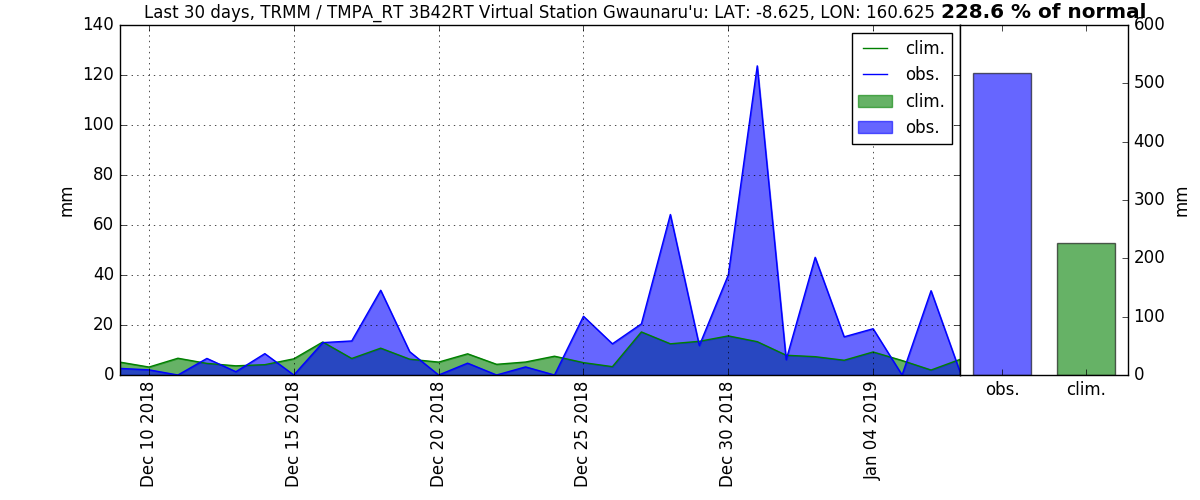 Last 30 days, TRMM / TMPA_RT 3B42RT Virtual Station Gwaunaru'u: LAT: -8.625, LON: 160.625 228.6 % of normal
140
120
100
80
60
40
20
0
mm
clim.
obs.
clim.
obs.
600
500
400
300
200
100
0
mm
obs.
clim.
Dec 10 2018
Dec 15 2018
Dec 20 2018
Dec 25 2018
Dec 30 2018
Jan 04 2019